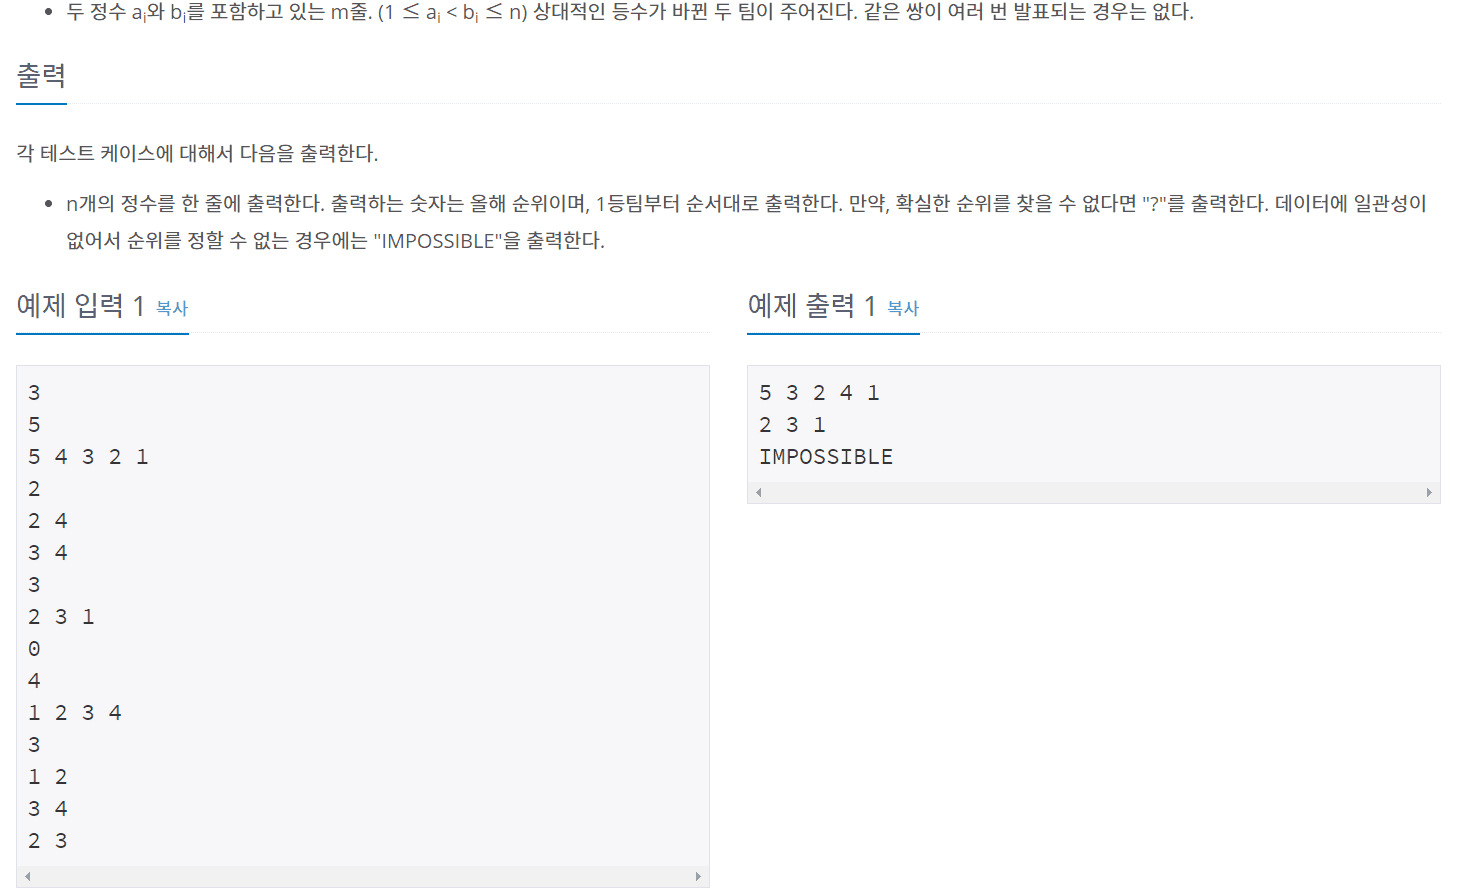 두 정수 ai와 bi를 포함하고 있는 m줄. (1 ≤ ai < bi ≤ n) 상대적인 등수가 바뀐 두 팀이 주어진다. 같은 쌍이 여러 번 발표되는 경우는 없다.
출력
각 테스트 케이스에 대해서 다음을 출력한다.
n개의 정수를 한 줄에 출력한다. 출력하는 숫자는 올해 순위이며, 1등팀부터 순서대로 출력한다. 만약, 확실한 순위를 찾을 수 없다면 "?"를 출력한다. 데이터에 일관성이
없어서 순위를 정할 수 없는 경우에는 "IMPOSSIBLE"을 출력한다.
예제 입력 1 복사
3
5
5 4 3 2 1
2
2 4
3 4
3
2 3 1
0
4
1 2 3 4
3
1 2
3 4
2 3
예제 출력 1 복사
5 3 2 4 1
2 3 1
IMPOSSIBLE